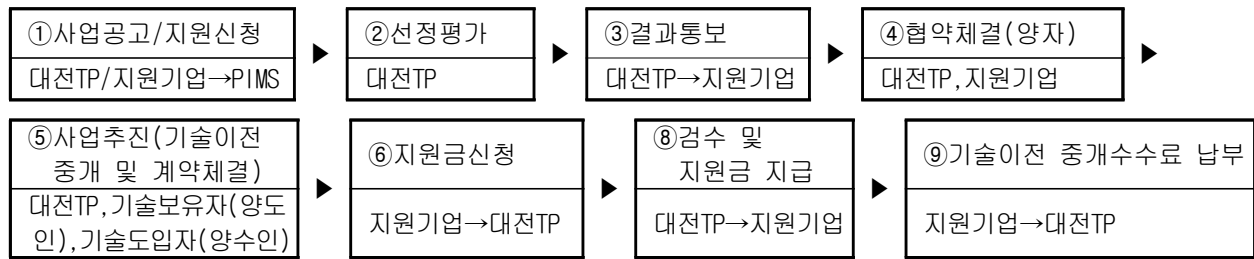 ①사업공고/지원신청
대전TP/지원기업→PIMS
▶
②선정평가
대전TP
▶
③결과통보
대전TP→지원기업
▶
④협약체결(양자)
대전TP,지원기업
▶
⑤사업추진(기술이전
중개 및 계약체결)
대전TP,기술보유자(양도
인),기술도입자(양수인)
▶
⑥지원금신청
지원기업→대전TP
▶
⑧검수 및
지원금 지급
대전TP→지원기업
▶
⑨기술이전 중개수수료 납부
지원기업→대전TP